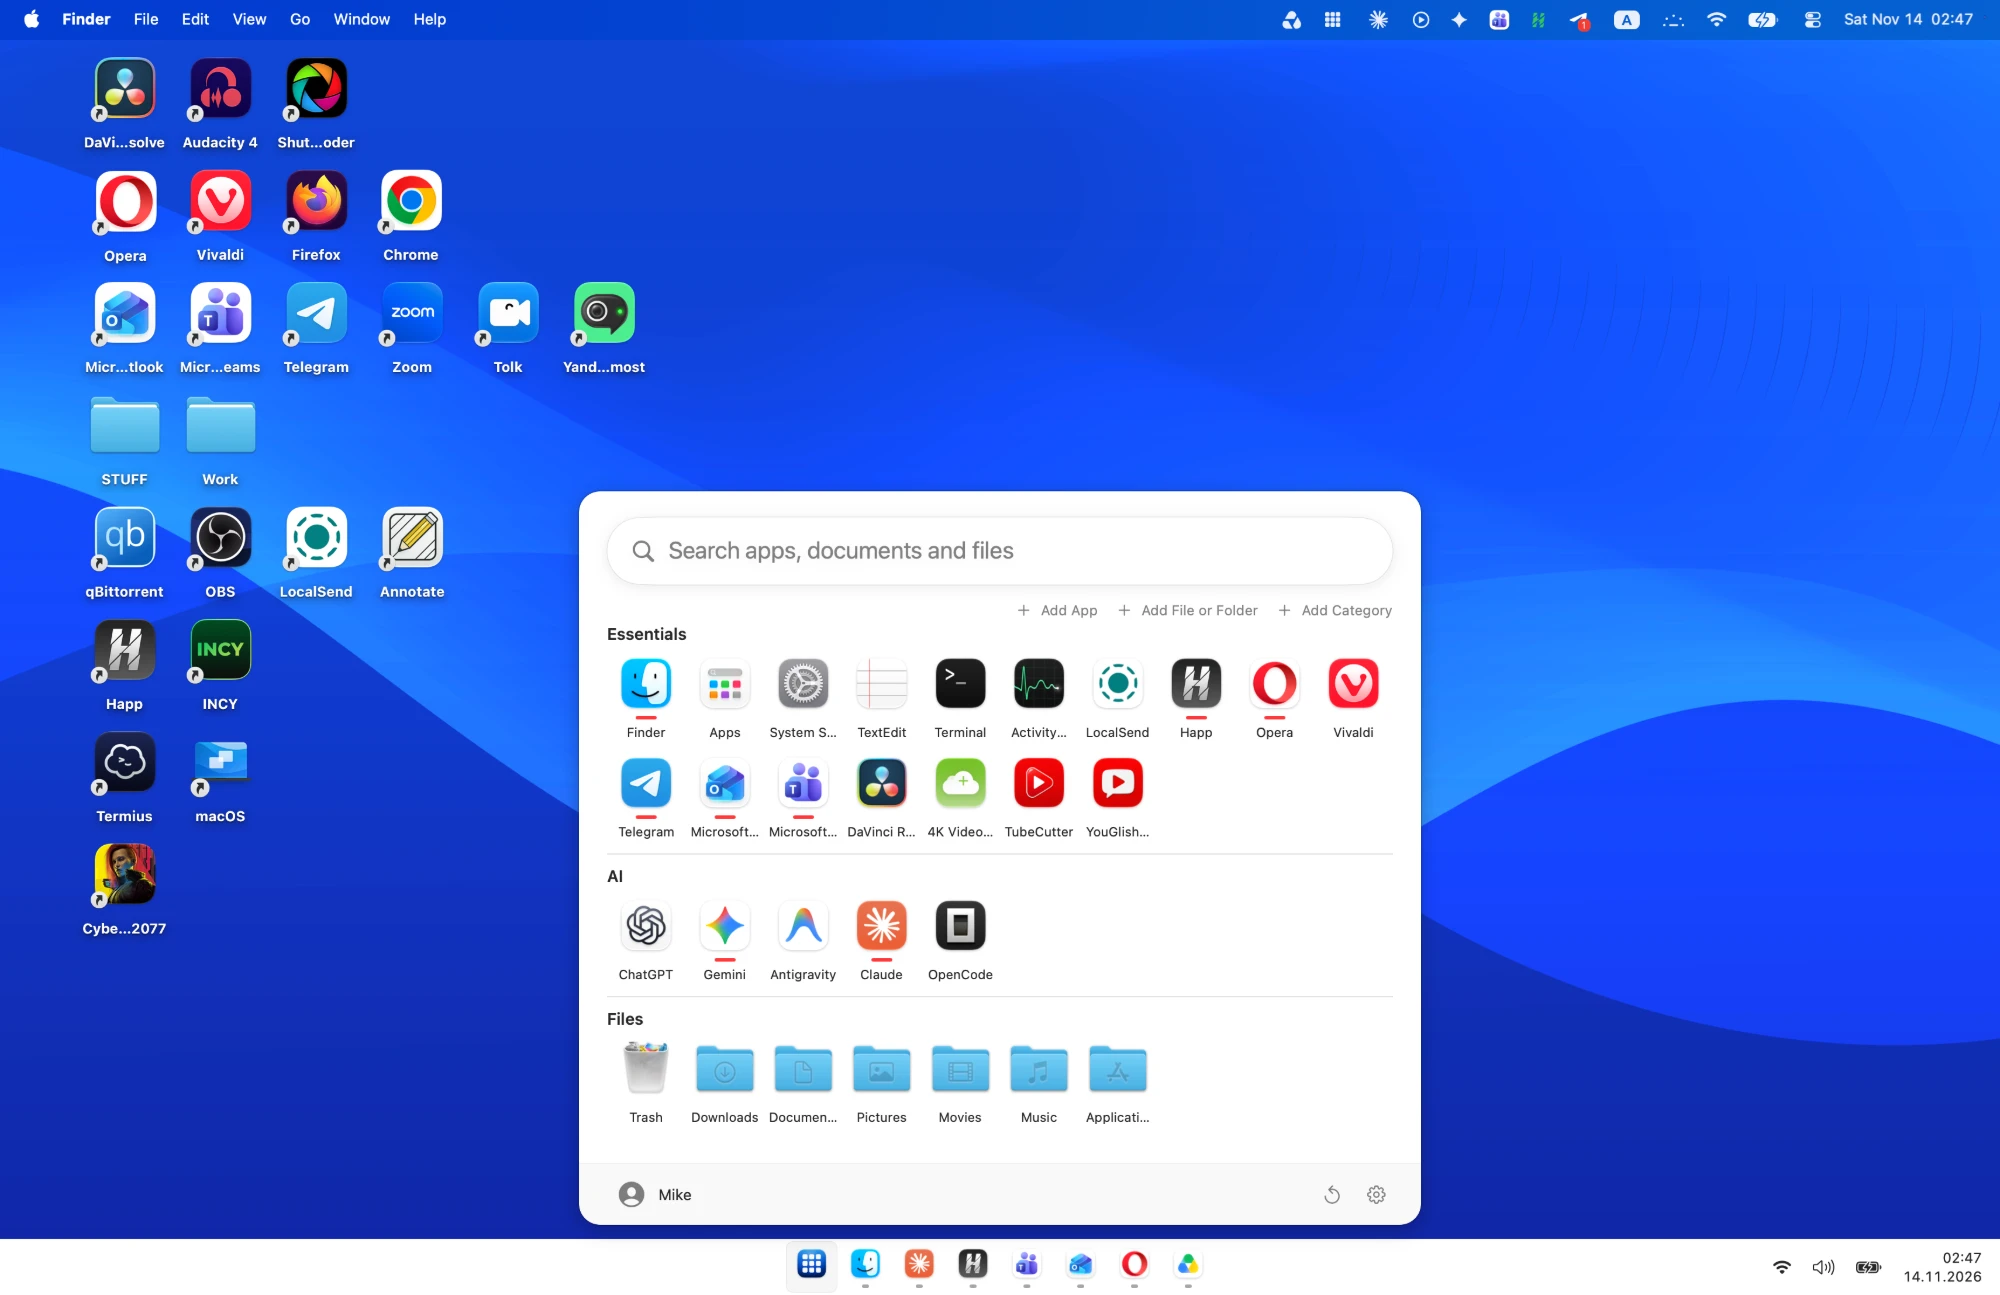 Finder File Edit View Go Window Help
1 A Sat Nov 14 02:47
DaVi...solve Audacity 4 Shut...oder
Opera Vivaldi Firefox Chrome
zoom
Micr...tlook Micr...eams Telegram Zoom Tolk Yand...most
STUFF Work
qb
qBittorrent OBS LocalSend Annotate
INCY
Happ INCY
Termius macOS
Cybe...2077
Search apps, documents and files
+ Add App + Add File or Folder + Add Category
Essentials
Finder Apps System S... TextEdit Terminal Activity... LocalSend Happ Opera Vivaldi
Telegram Microsoft... Microsoft... DaVinci R... 4K Video... TubeCutter YouGlish...
AI
ChatGPT Gemini Antigravity Claude OpenCode
Files
Trash Downloads Documen... Pictures Movies Music Applicati...
Mike
02:47
14.11.2026